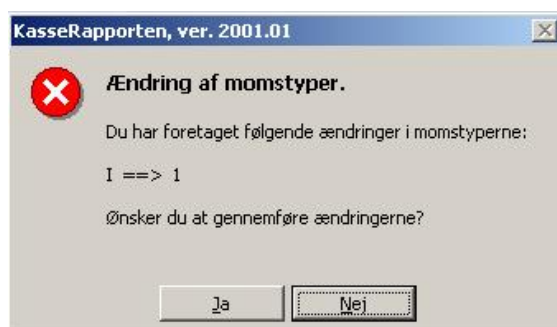 KasseRapporten, ver. 2001.01
Ændring af momstyper.
Du har foretaget følgende ændringer i momstyperne:
I ==> 1
Ønsker du at gennemføre ændringerne?
Ja
Nej